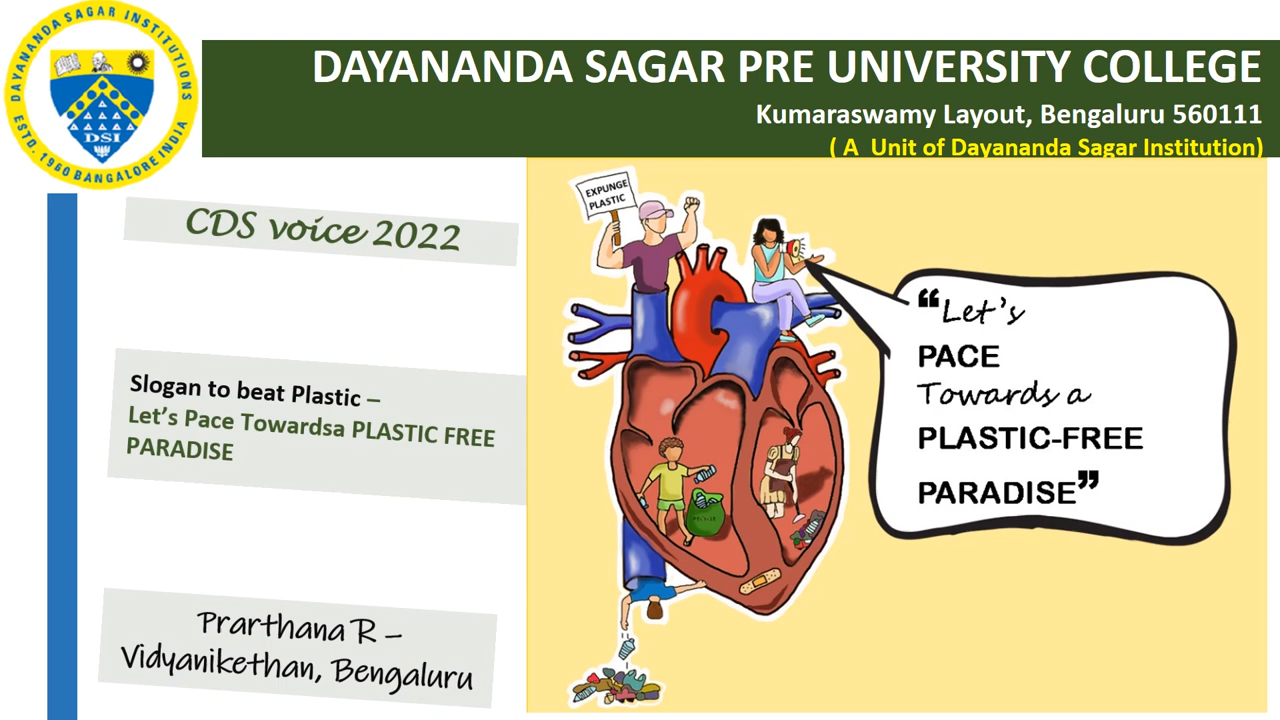 DAYANANDA SAGAR INSTITUTIONS
ESTD. 1960 BANGALORE INDIA
DSI
DAYANANDA SAGAR PRE UNIVERSITY COLLEGE
Kumaraswamy Layout, Bengaluru 560111
( A Unit of Dayananda Sagar Institution)
CDS voice 2022
Slogan to beat Plastic –
Let's Pace Towardsa PLASTIC FREE
PARADISE
Prarthana R –
Vidyanikethan, Bengaluru
EXPUNGE
PLASTIC
“Let's
PACE
Towards a
PLASTIC-FREE
PARADISE”